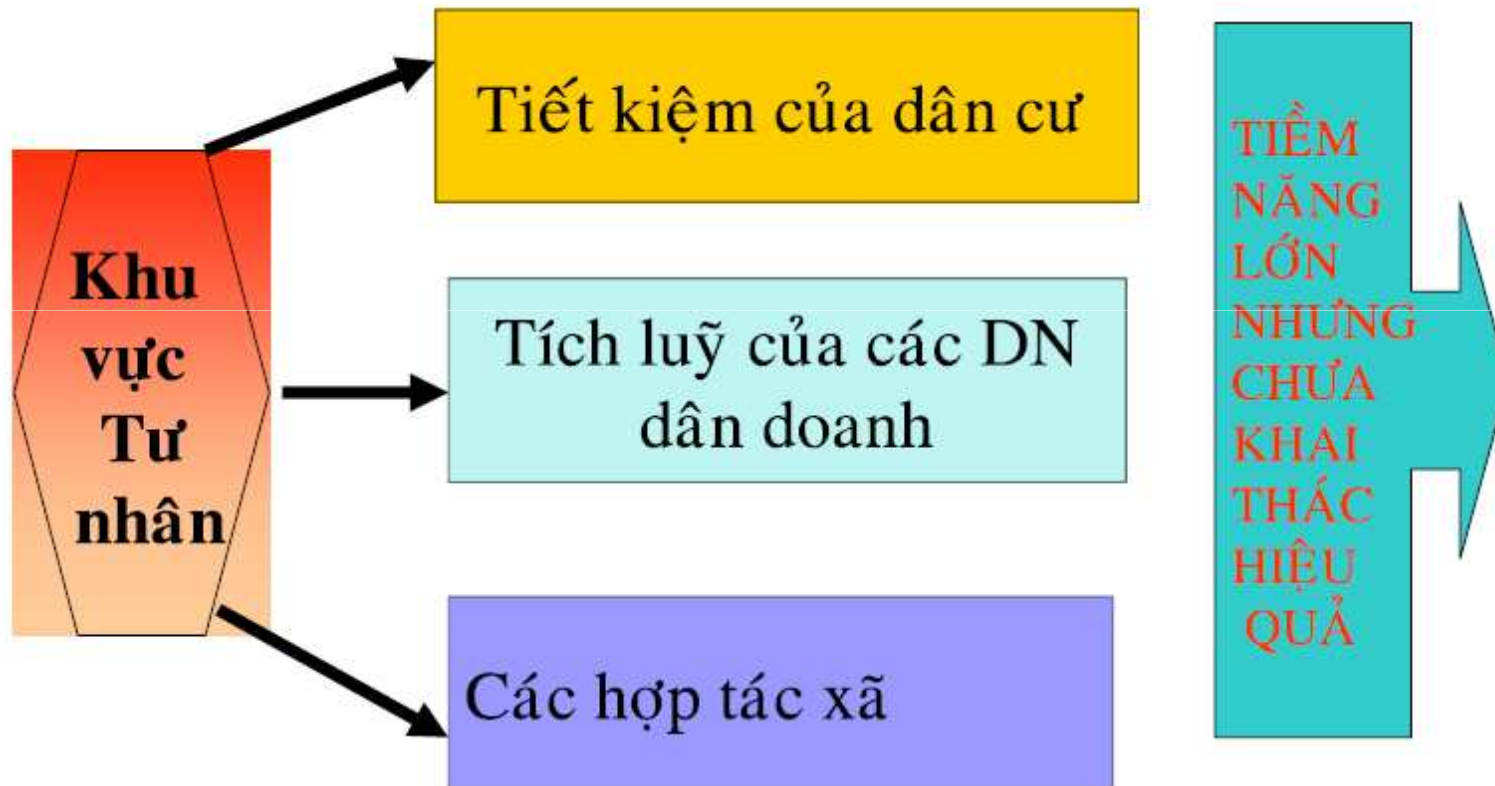 Khu
vực
Tư
nhân
Tiết kiệm của dân cư
Tích luỹ của các DN
dân doanh
Các hợp tác xã
TIỀM
NĂNG
LỚN
NHƯNG
CHƯA
KHAI
THÁC
HIỆU
QUẢ